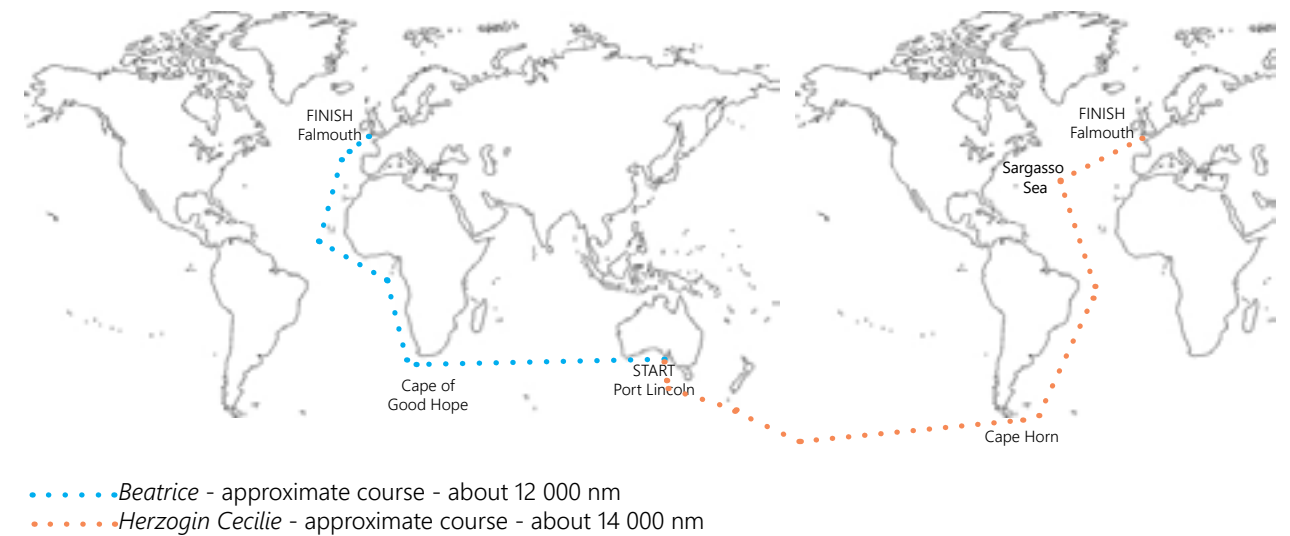 FINISH
Falmouth
FINISH
Falmouth
Sargasso
Sea
START
Port Lincoln
Cape of
Good Hope
Cape Horn
Beatrice - approximate course - about 12 000 nm
Herzogin Cecilie - approximate course - about 14 000 nm